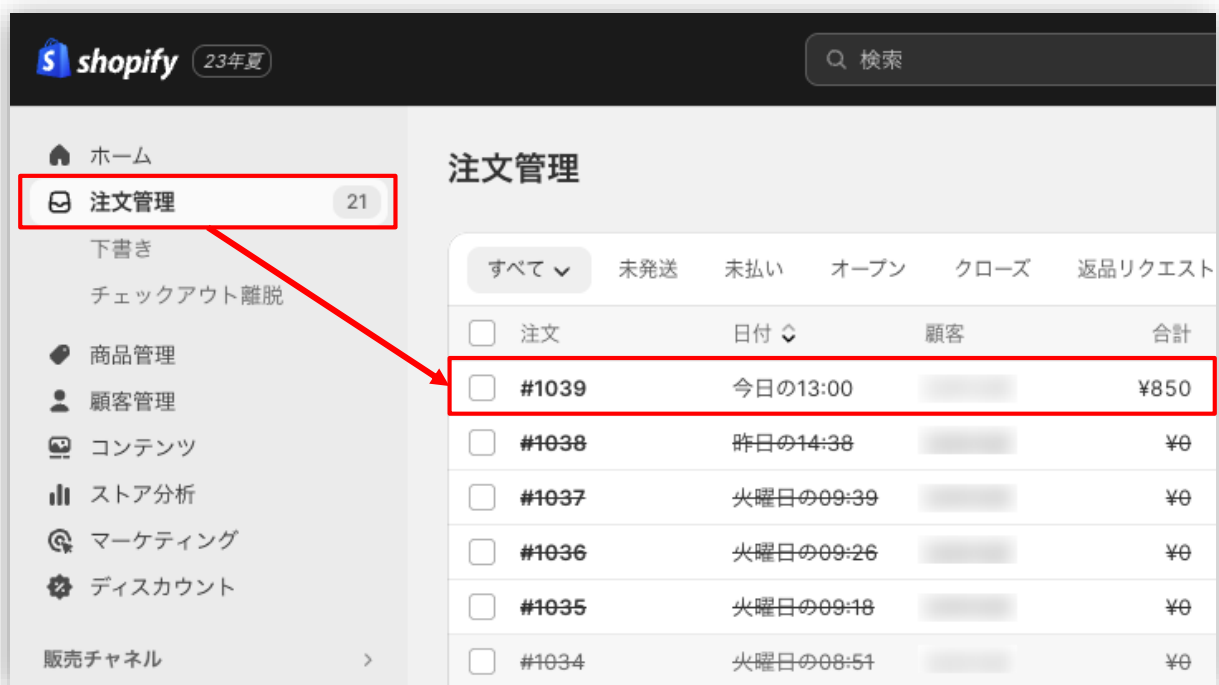 shopify 23年夏 検索
ホーム
注文管理 21
下書き
チェックアウト離脱
商品管理
顧客管理
コンテンツ
ストア分析
マーケティング
ディスカウント
販売チャネル
注文管理
すべて 未発送 未払い オープン クローズ 返品リクエスト
注文 日付 顧客 合計
#1039 今日の13:00 ¥850
#1038 昨日の14:38 ¥0
#1037 火曜日の09:39 ¥0
#1036 火曜日の09:26 ¥0
#1035 火曜日の09:18 ¥0
#1034 火曜日の08:51 ¥0